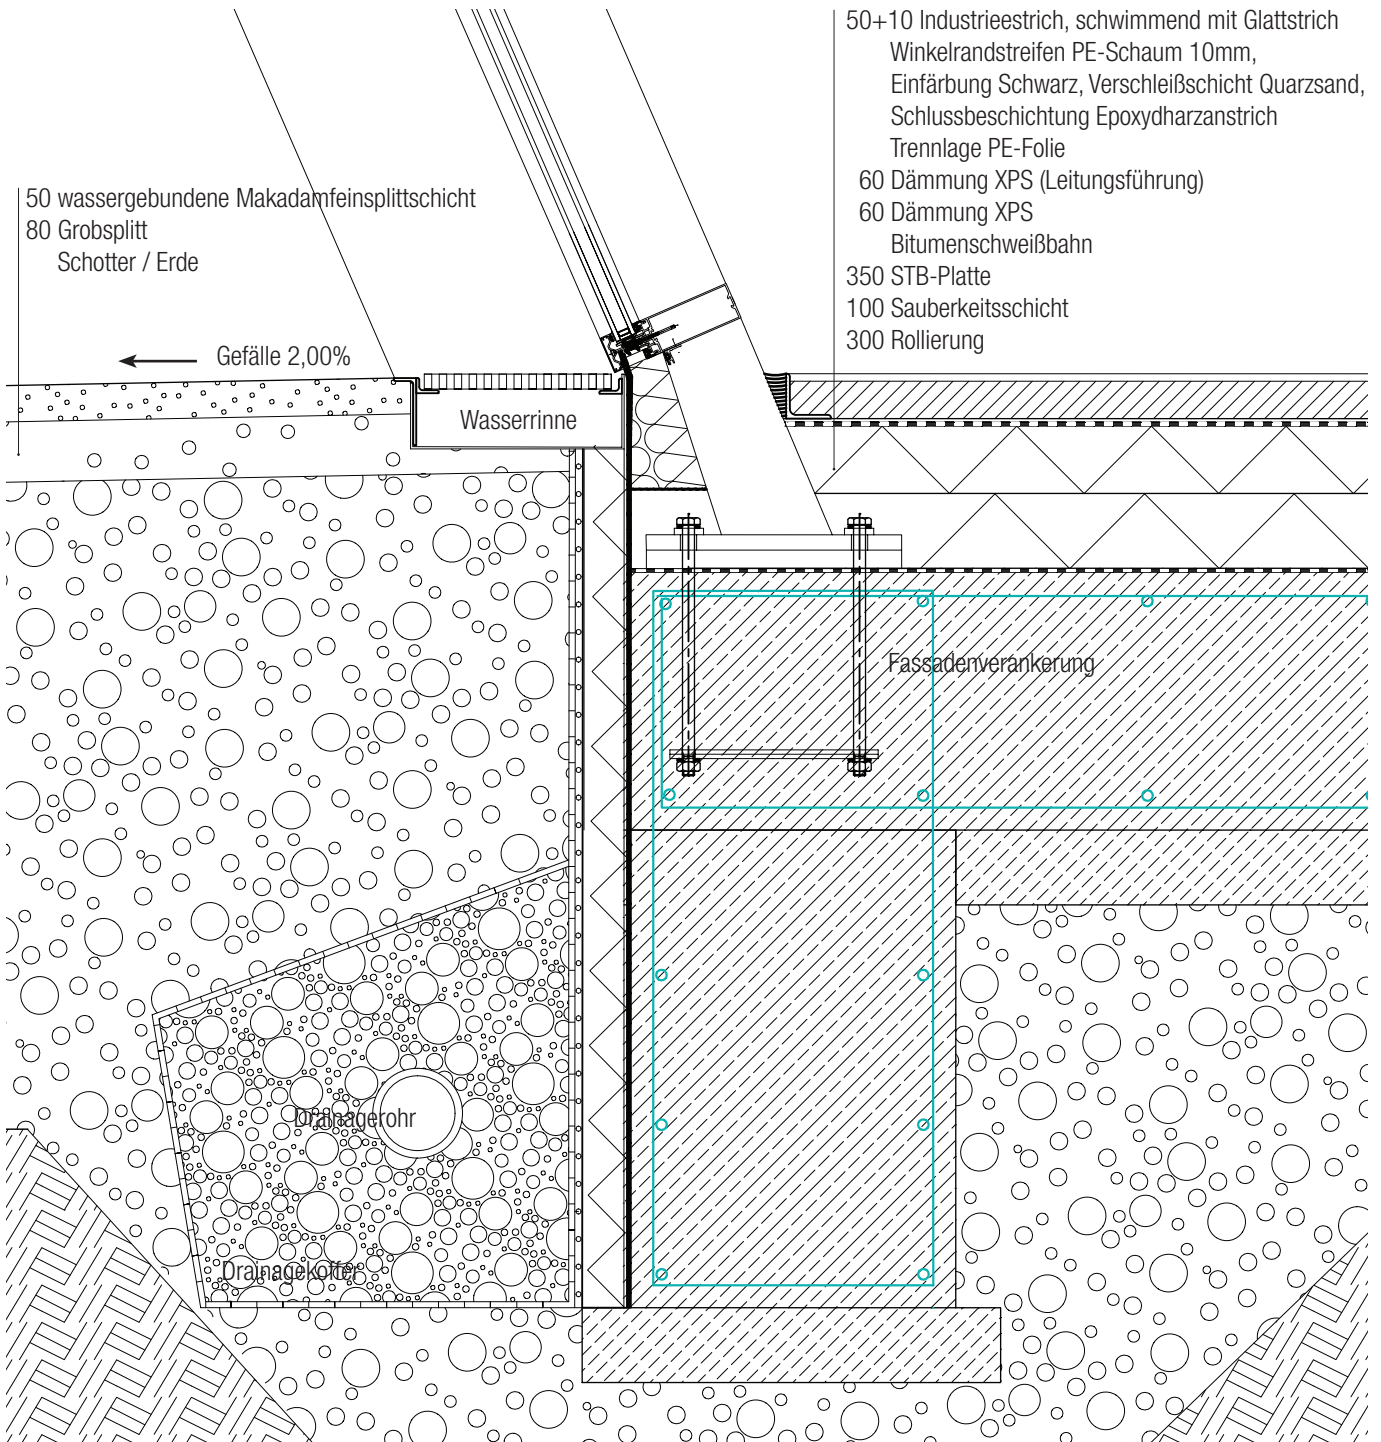 50+10 Industrieestrich, schwimmend mit Glattstrich
Winkelrandstreifen PE-Schaum 10mm,
Einfärbung Schwarz, Verschleißschicht Quarzsand,
Schlussbeschichtung Epoxydharzanstrich
Trennlage PE-Folie
60 Dämmung XPS (Leitungsführung)
60 Dämmung XPS
Bitumenschweißbahn
350 STB-Platte
100 Sauberkeitsschicht
300 Rollierung
50 wassergebundene Makadamfeinsplittschicht
80 Grobsplitt
Schotter / Erde
Gefälle 2,00%
Wasserrinne
Fassadenverankerung
Drainagerohr
Drainagekoffer